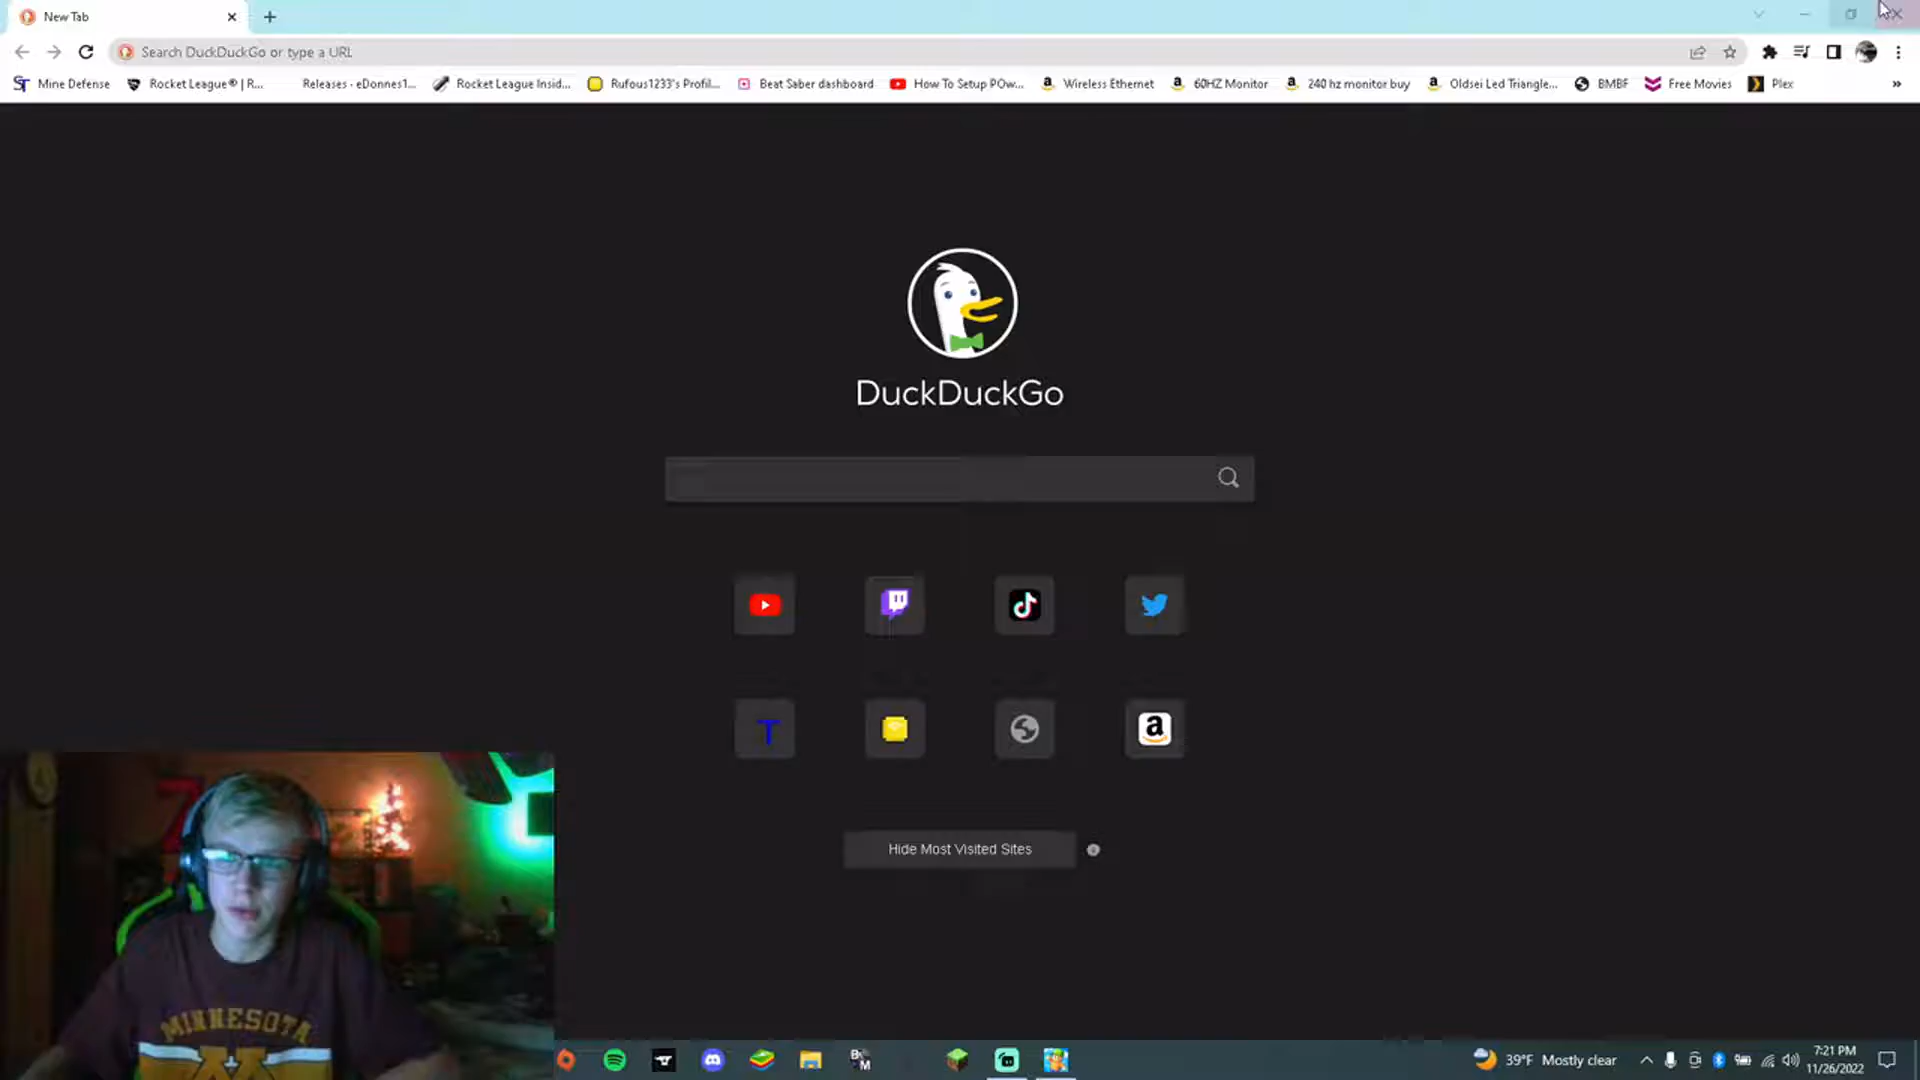 New Tab
Search DuckDuckGo or type a URL
Mine Defense
Rocket League® | R...
Releases · eDonnes1...
Rocket League Insid...
Rufous1233's Profil...
Beat Saber dashboard
How To Setup POw...
Wireless Ethernet
60HZ Monitor
240 hz monitor buy
Oldsei Led Triangle...
BMBF
Free Movies
Plex
DuckDuckGo
Hide Most Visited Sites
MINNESOTA
M
39°F Mostly clear
7:21 PM
11/26/2022